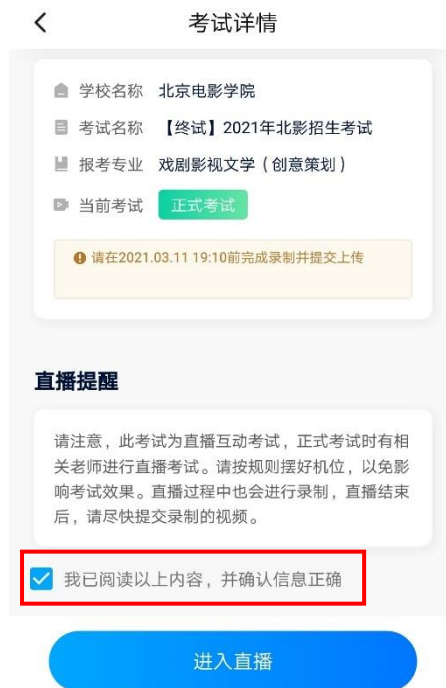 考试详情
学校名称 北京电影学院
考试名称 【终试】2021年北影招生考试
报考专业 戏剧影视文学（创意策划）
当前考试 正式考试
请在2021.03.11 19:10前完成录制并提交上传
直播提醒
请注意，此考试为直播互动考试，正式考试时有相
关老师进行直播考试。请按规则摆好机位，以免影
响考试效果。直播过程中也会进行录制，直播结束
后，请尽快提交录制的视频。
我已阅读以上内容，并确认信息正确
进入直播